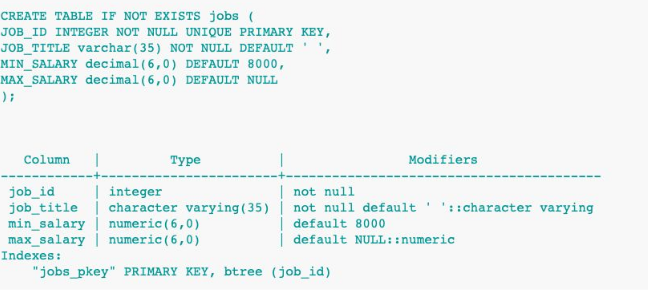 CREATE TABLE IF NOT EXISTS jobs (
JOB_ID INTEGER NOT NULL UNIQUE PRIMARY KEY,
JOB_TITLE varchar(35) NOT NULL DEFAULT ' ',
MIN_SALARY decimal(6,0) DEFAULT 8000,
MAX_SALARY decimal(6,0) DEFAULT NULL
);
   Column   |         Type          |                Modifiers
------------+-----------------------+-----------------------------------------
 job_id     | integer               | not null
 job_title  | character varying(35) | not null default ' '::character varying
 min_salary | numeric(6,0)          | default 8000
 max_salary | numeric(6,0)          | default NULL::numeric
Indexes:
    "jobs_pkey" PRIMARY KEY, btree (job_id)